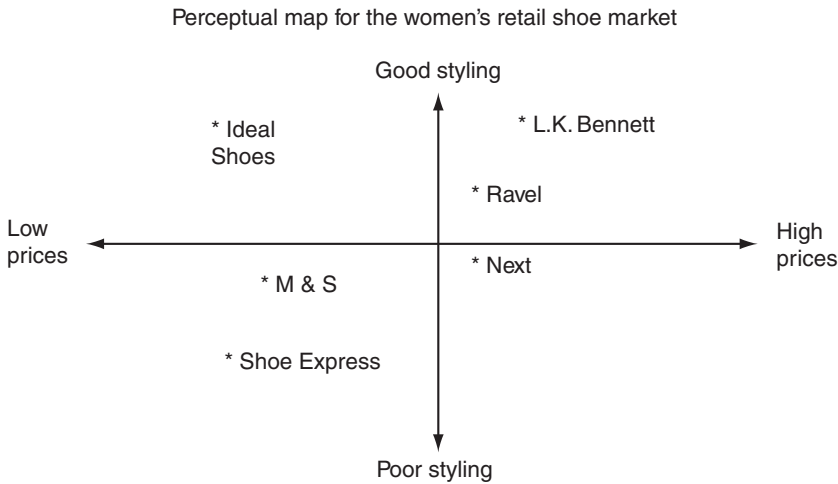 Perceptual map for the women's retail shoe market
Good styling
* Ideal
Shoes
* L.K. Bennett
* Ravel
Low
prices
High
prices
* Next
* M & S
* Shoe Express
Poor styling